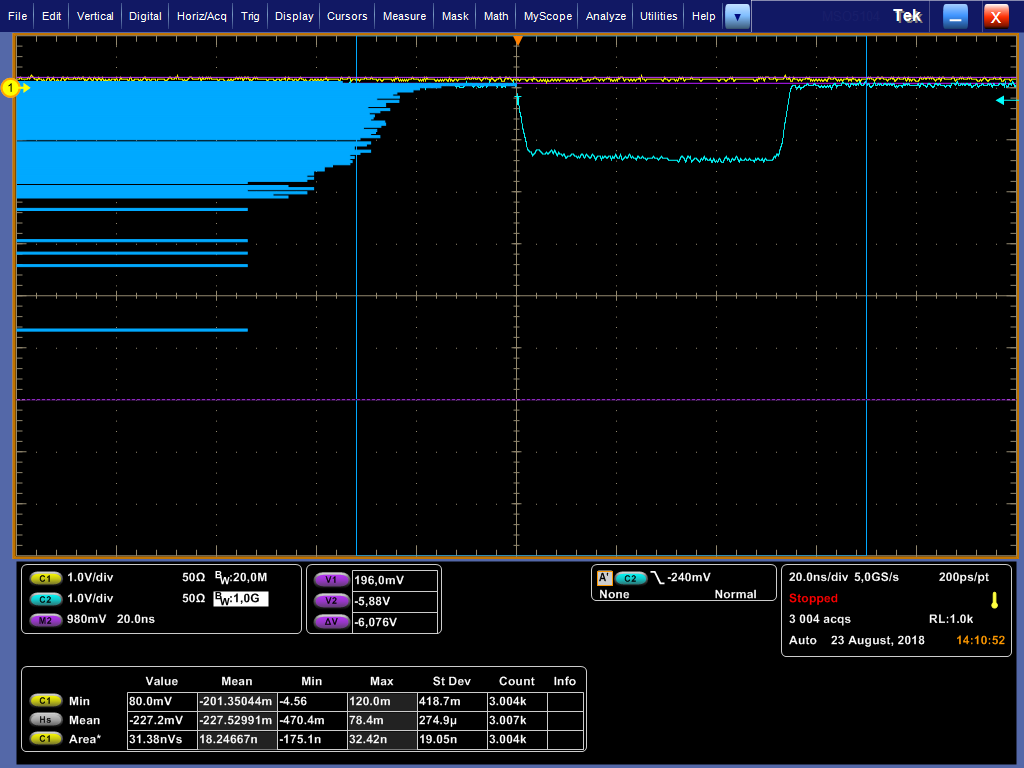 File Edit Vertical Digital Horiz/Acq Trig Display Cursors Measure Mask Math MyScope Analyze Utilities Help ▼ Tek X
1
C1 1.0V/div 50Ω BW:20,0M
C2 1.0V/div 50Ω BW:1,0G
M2 980mV 20.0ns
V1 196,0mV
V2 -5,88V
ΔV -6,076V
A' C2 -240mV
None Normal
20.0ns/div 5,0GS/s 200ps/pt
Stopped
3 004 acqs RL:1.0k
Auto 23 August, 2018 14:10:52
Value Mean Min Max St Dev Count Info
C1 Min 80.0mV -201.35044m -4.56 120.0m 418.7m 3.004k
Hs Mean -227.2mV -227.52991m -470.4m 78.4m 274.9µ 3.007k
C1 Area* 31.38nVs 18.24667n -175.1n 32.42n 19.05n 3.004k